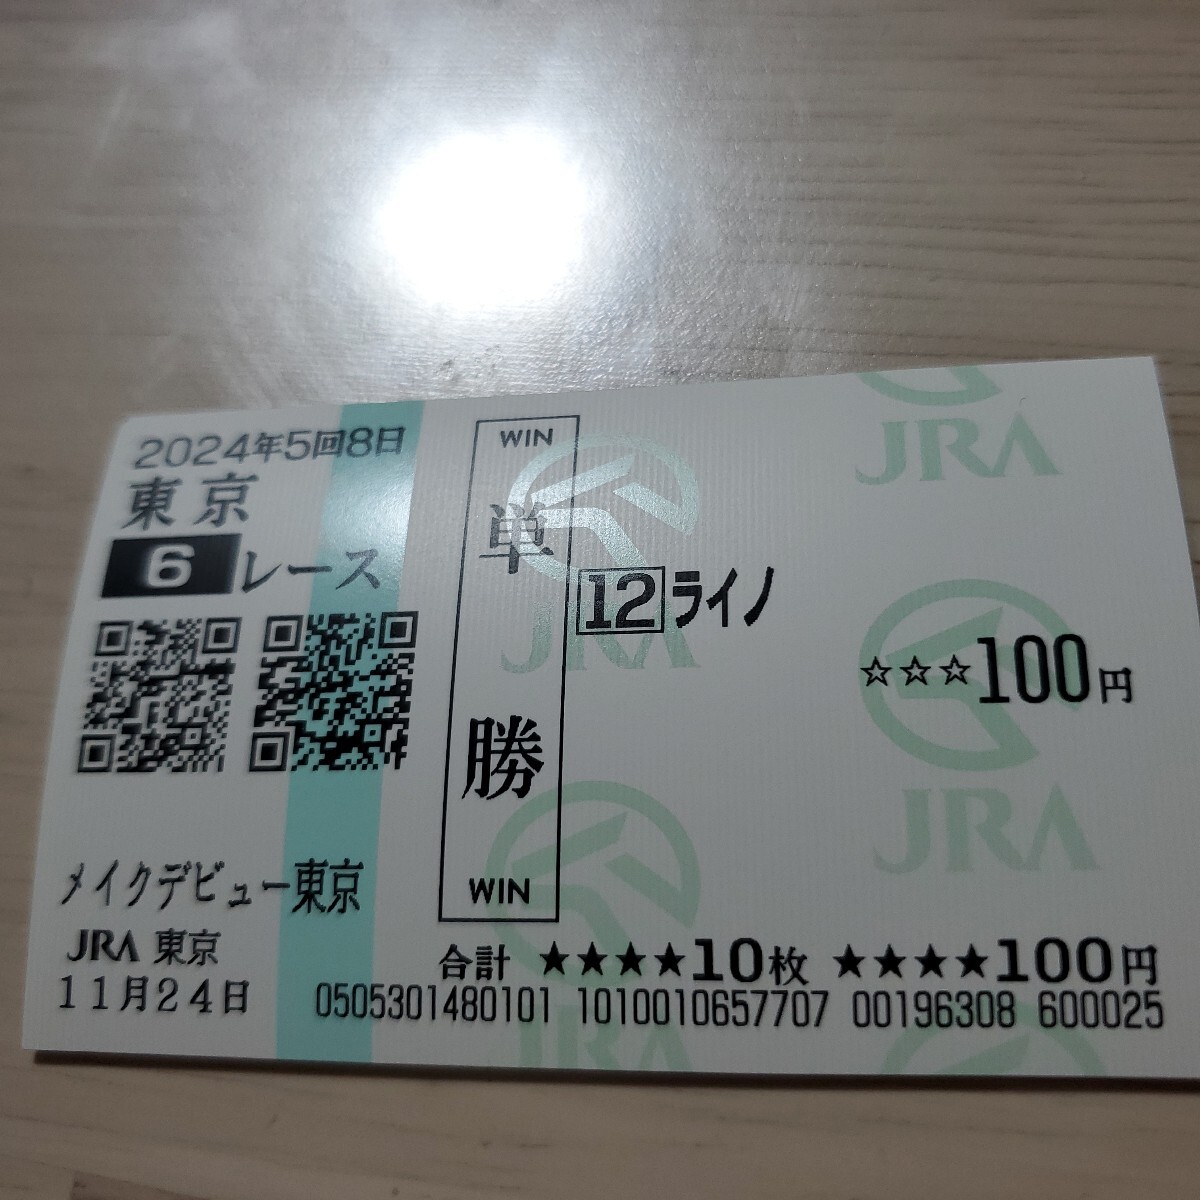 2024年5回8日
東京
6レース
メイクデビュー東京
JRA 東京
11月24日
WIN
単
勝
WIN
12ライノ
☆☆☆100円
合計 ★★★★10枚 ★★★★100円
0505301480101 1010010657707 00196308 600025
JRA
JRA
JRA
JRA